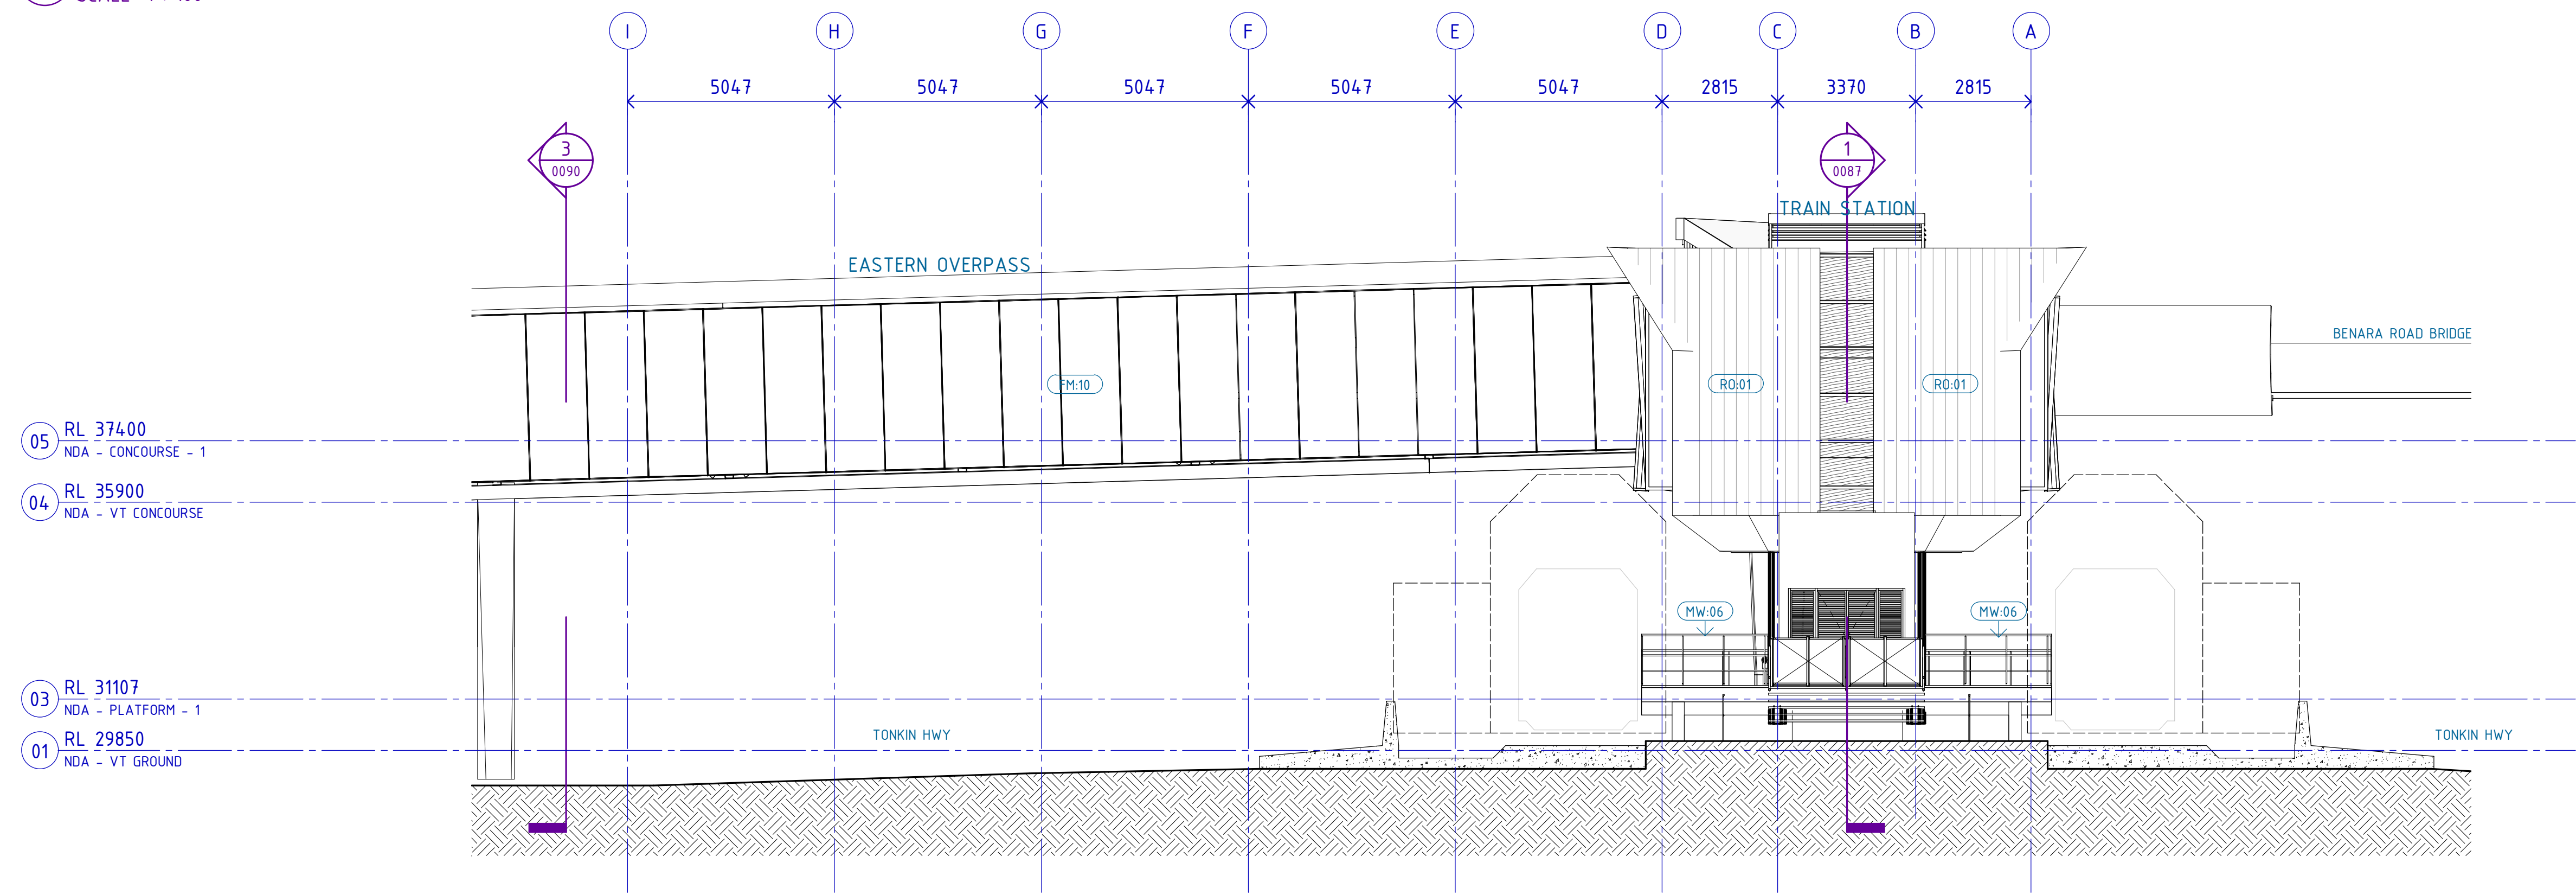 I H G F E D C B A
5047 5047 5047 5047 5047 2815 3370 2815
3
0090
1
0087
TRAIN STATION
EASTERN OVERPASS
BENARA ROAD BRIDGE
FM:10
RO:01
RO:01
05 RL 37400
NDA - CONCOURSE - 1
04 RL 35900
NDA - VT CONCOURSE
MW:06
MW:06
03 RL 31107
NDA - PLATFORM - 1
TONKIN HWY
TONKIN HWY
01 RL 29850
NDA - VT GROUND